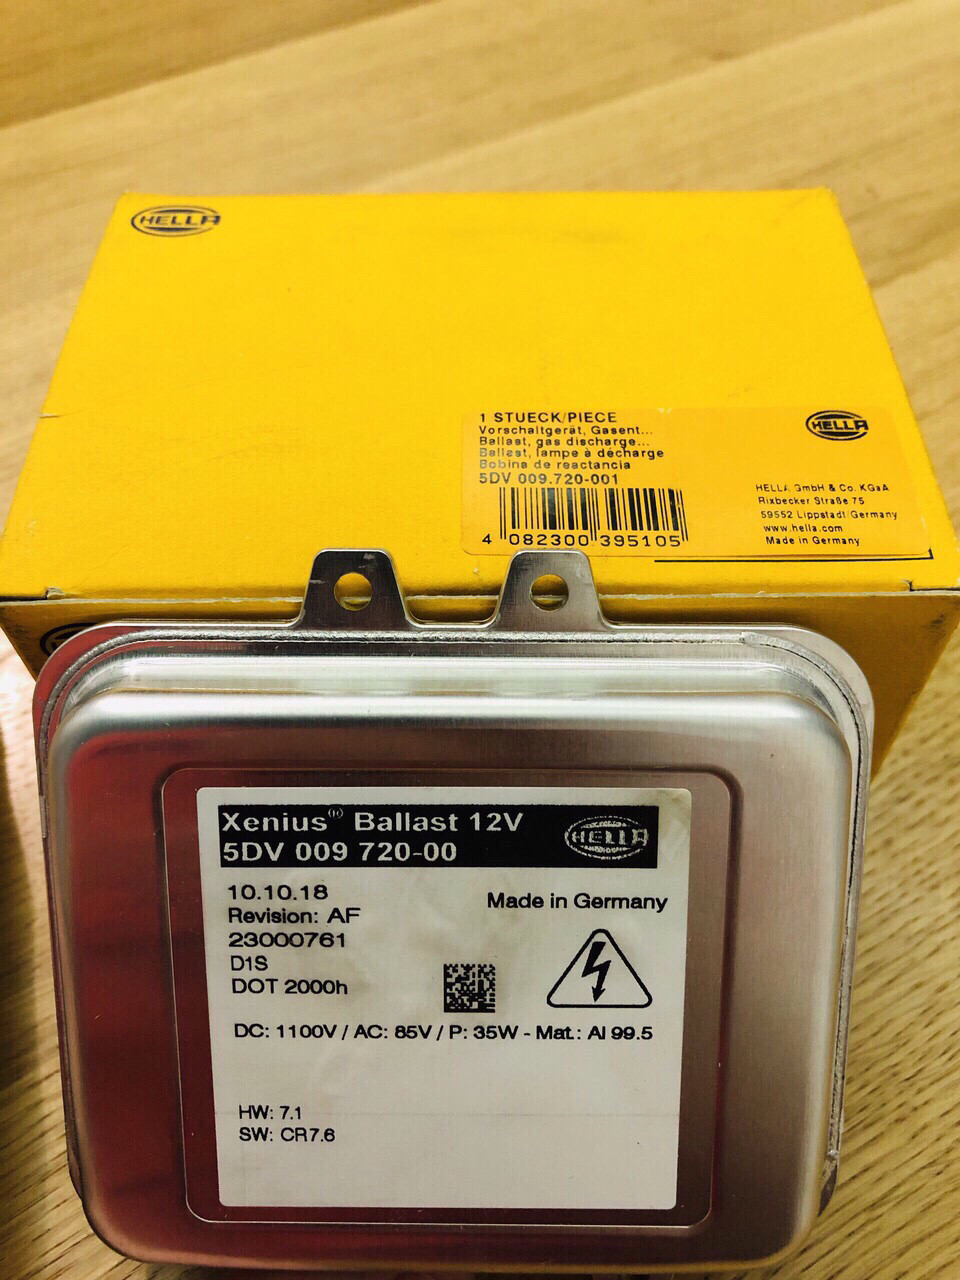 HELLA
1 STUECK/PIECE
Vorschaltgerät, Gasent...
Ballast, gas discharge...
Ballast, lampe à décharge
Bobina de reactancia
5DV 009.720-001
4 082300 395105
HELLA
HELLA GmbH & Co. KGaA
Rixbecker Straße 75
59552 Lippstadt/Germany
www.hella.com
Made in Germany
Xenius® Ballast 12V
5DV 009 720-00
HELLA
10.10.18
Made in Germany
Revision: AF
23000761
D1S
DOT 2000h
DC: 1100V / AC: 85V / P: 35W - Mat.: Al 99.5
HW: 7.1
SW: CR7.6